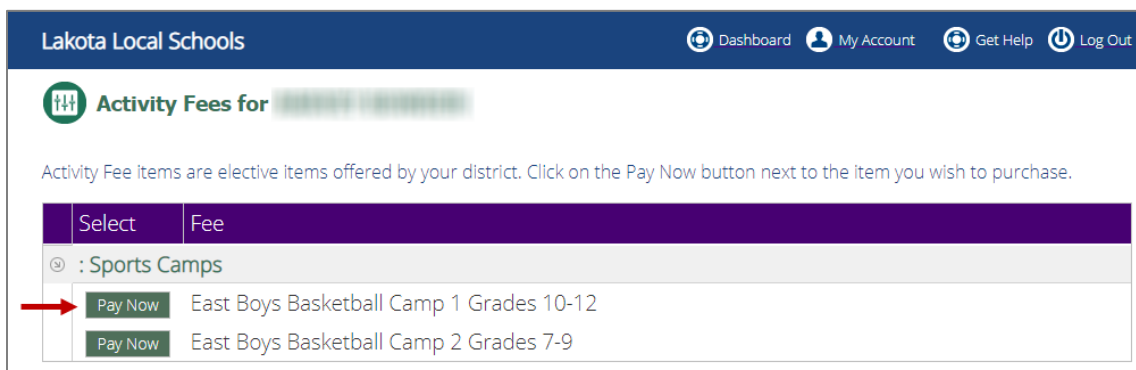 Lakota Local Schools
Dashboard My Account Get Help Log Out
Activity Fees for
Activity Fee items are elective items offered by your district. Click on the Pay Now button next to the item you wish to purchase.
Select Fee
: Sports Camps
Pay Now East Boys Basketball Camp 1 Grades 10-12
Pay Now East Boys Basketball Camp 2 Grades 7-9